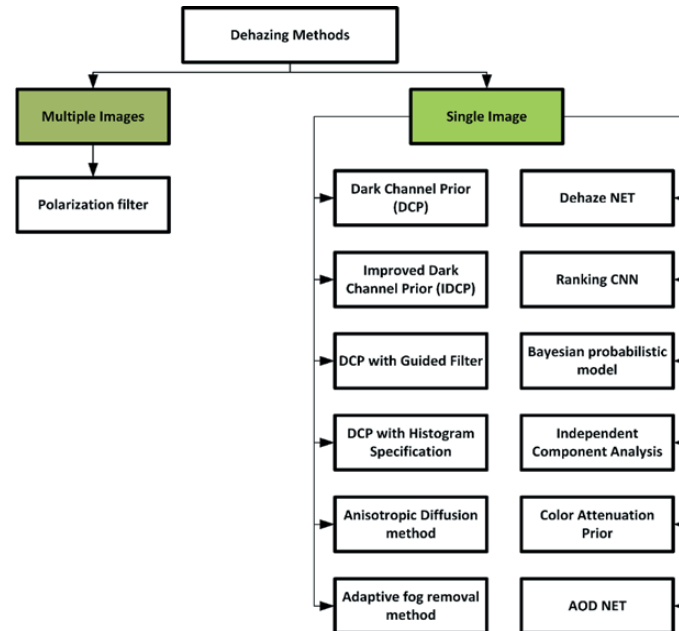 Dehazing Methods
Multiple Images
Single Image
Polarization filter
Dark Channel Prior
(DCP)
Dehaze NET
Improved Dark
Channel Prior (IDCP)
Ranking CNN
DCP with Guided Filter
Bayesian probabilistic
model
DCP with Histogram
Specification
Independent
Component Analysis
Anisotropic Diffusion
method
Color Attenuation
Prior
Adaptive fog removal
method
AOD NET